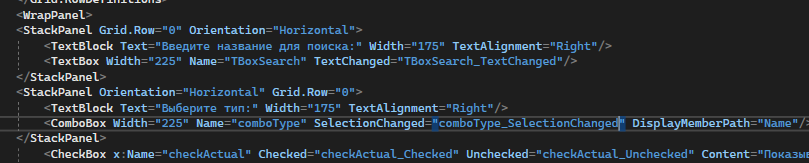 </Grid.RowDefinitions>
<WrapPanel>
<StackPanel Grid.Row="0" Orientation="Horizontal">
<TextBlock Text="Введите название для поиска:" Width="175" TextAlignment="Right"/>
<TextBox Width="225" Name="TBoxSearch" TextChanged="TBoxSearch_TextChanged"/>
</StackPanel>
<StackPanel Orientation="Horizontal" Grid.Row="0">
<TextBlock Text="Выберите тип:" Width="175" TextAlignment="Right"/>
<ComboBox Width="225" Name="comboType" SelectionChanged="comboType_SelectionChanged" DisplayMemberPath="Name"/>
</StackPanel>
<CheckBox x:Name="checkActual" Checked="checkActual_Checked" Unchecked="checkActual_Unchecked" Content="Показ